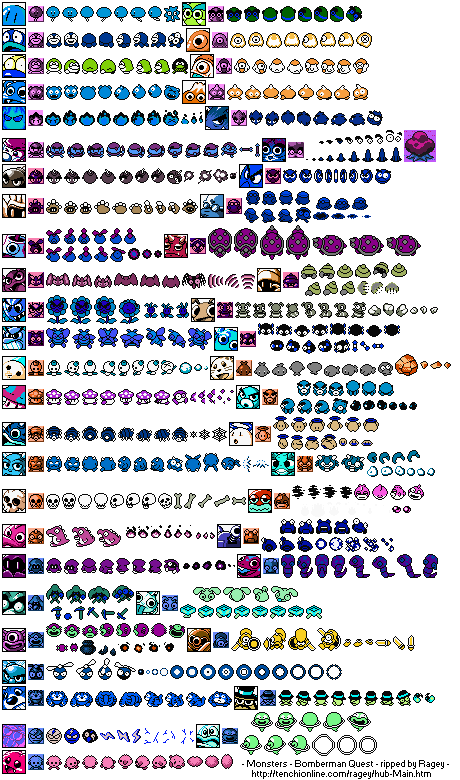 - Monsters - Bomberman Quest - ripped by Ragey -
http://tenchionline.com/ragey/hub-Main.htm